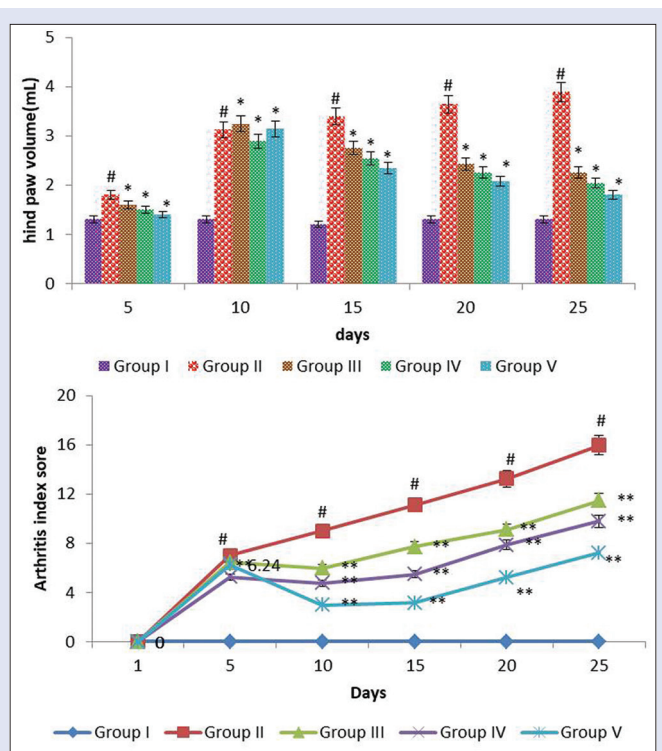 5
4
3
2
1
0
hind paw volume(mL)
# * * *
# * * *
# * * *
# * * *
# * * *
5 10 15 20 25
days
Group I Group II Group III Group IV Group V
20
16
12
8
4
0
Arthritis index sore
# # # # #
** 6.24
** ** **
** ** **
** ** **
** ** **
0
1 5 10 15 20 25
Days
Group I Group II Group III Group IV Group V